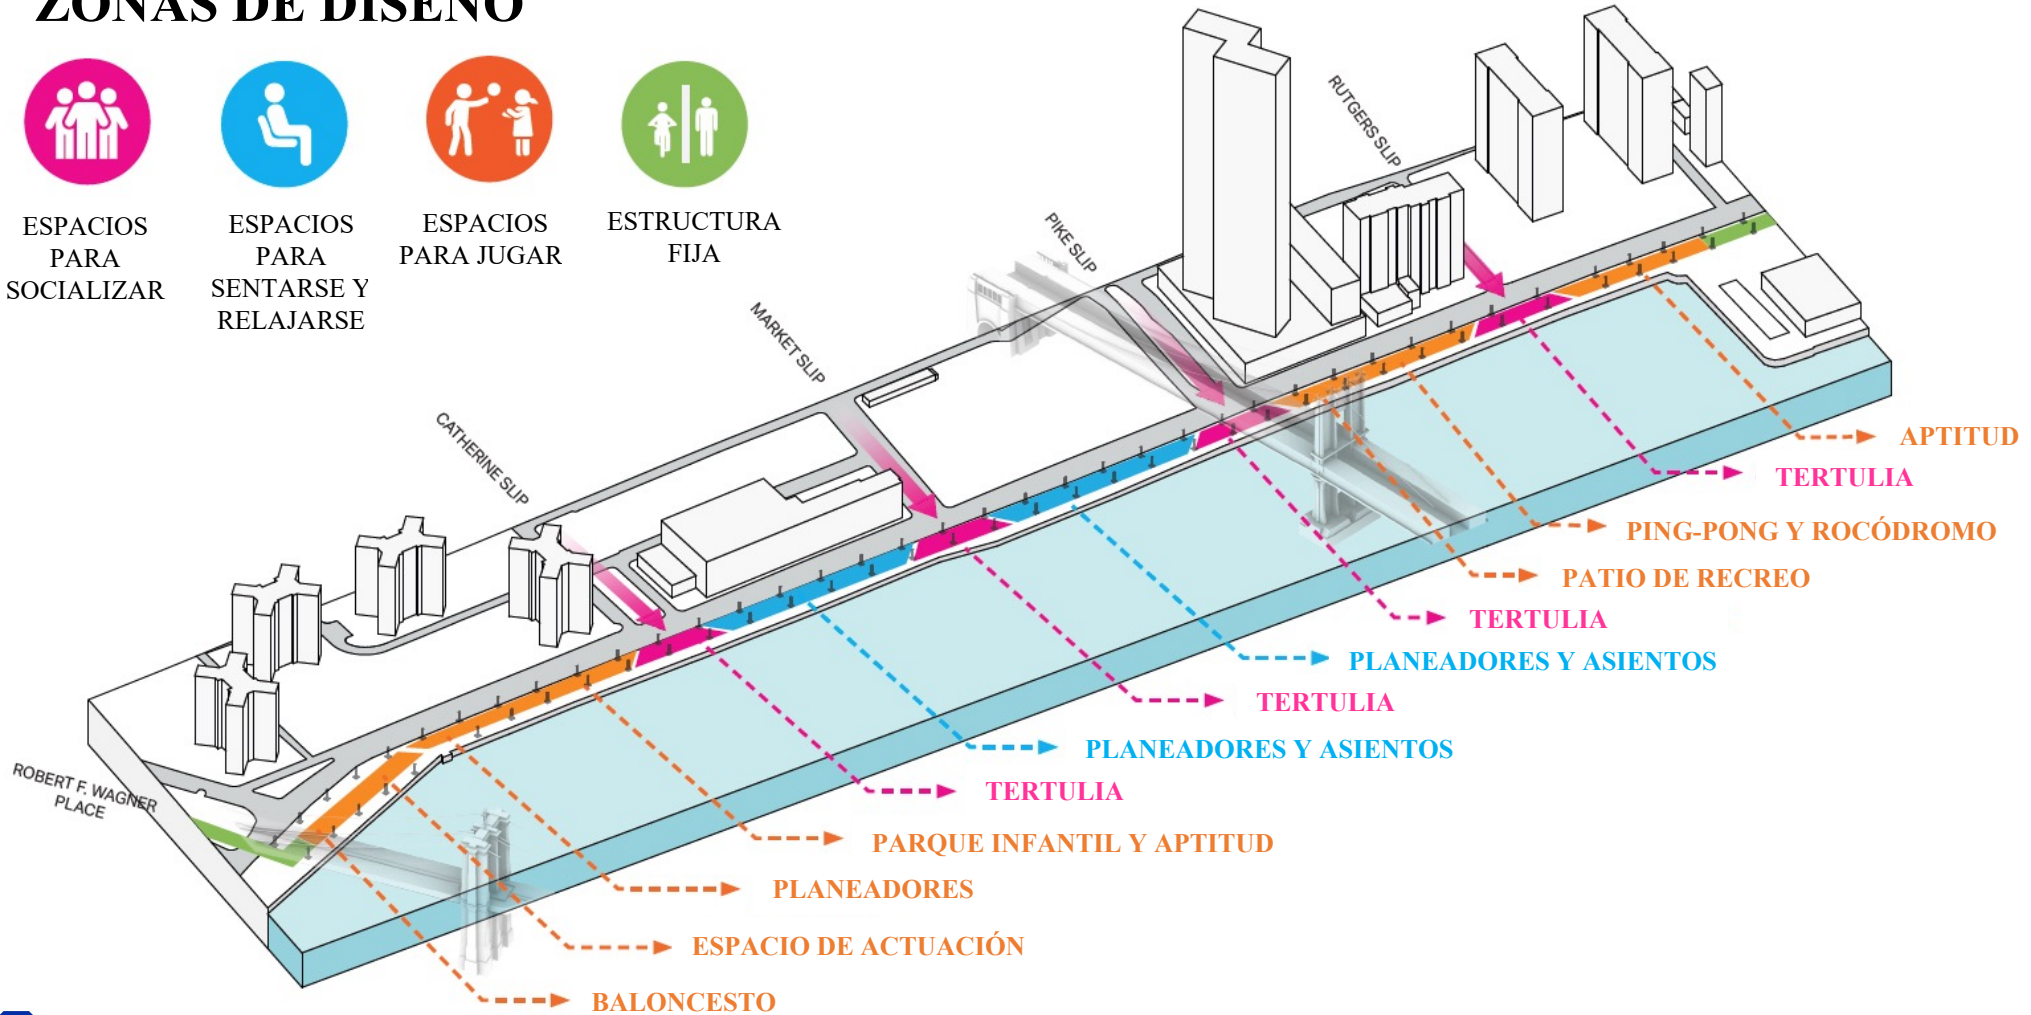 ZONAS DE DISEÑO
ESPACIOS
PARA
SOCIALIZAR
ESPACIOS
PARA
SENTARSE Y
RELAJARSE
ESPACIOS
PARA JUGAR
ESTRUCTURA
FIJA
RUTGERS SLIP
PIKE SLIP
MARKET SLIP
CATHERINE SLIP
ROBERT F. WAGNER
PLACE
APTITUD
TERTULIA
PING-PONG Y ROCÓDROMO
PATIO DE RECREO
TERTULIA
PLANEADORES Y ASIENTOS
TERTULIA
PLANEADORES Y ASIENTOS
TERTULIA
PARQUE INFANTIL Y APTITUD
PLANEADORES
ESPACIO DE ACTUACIÓN
BALONCESTO